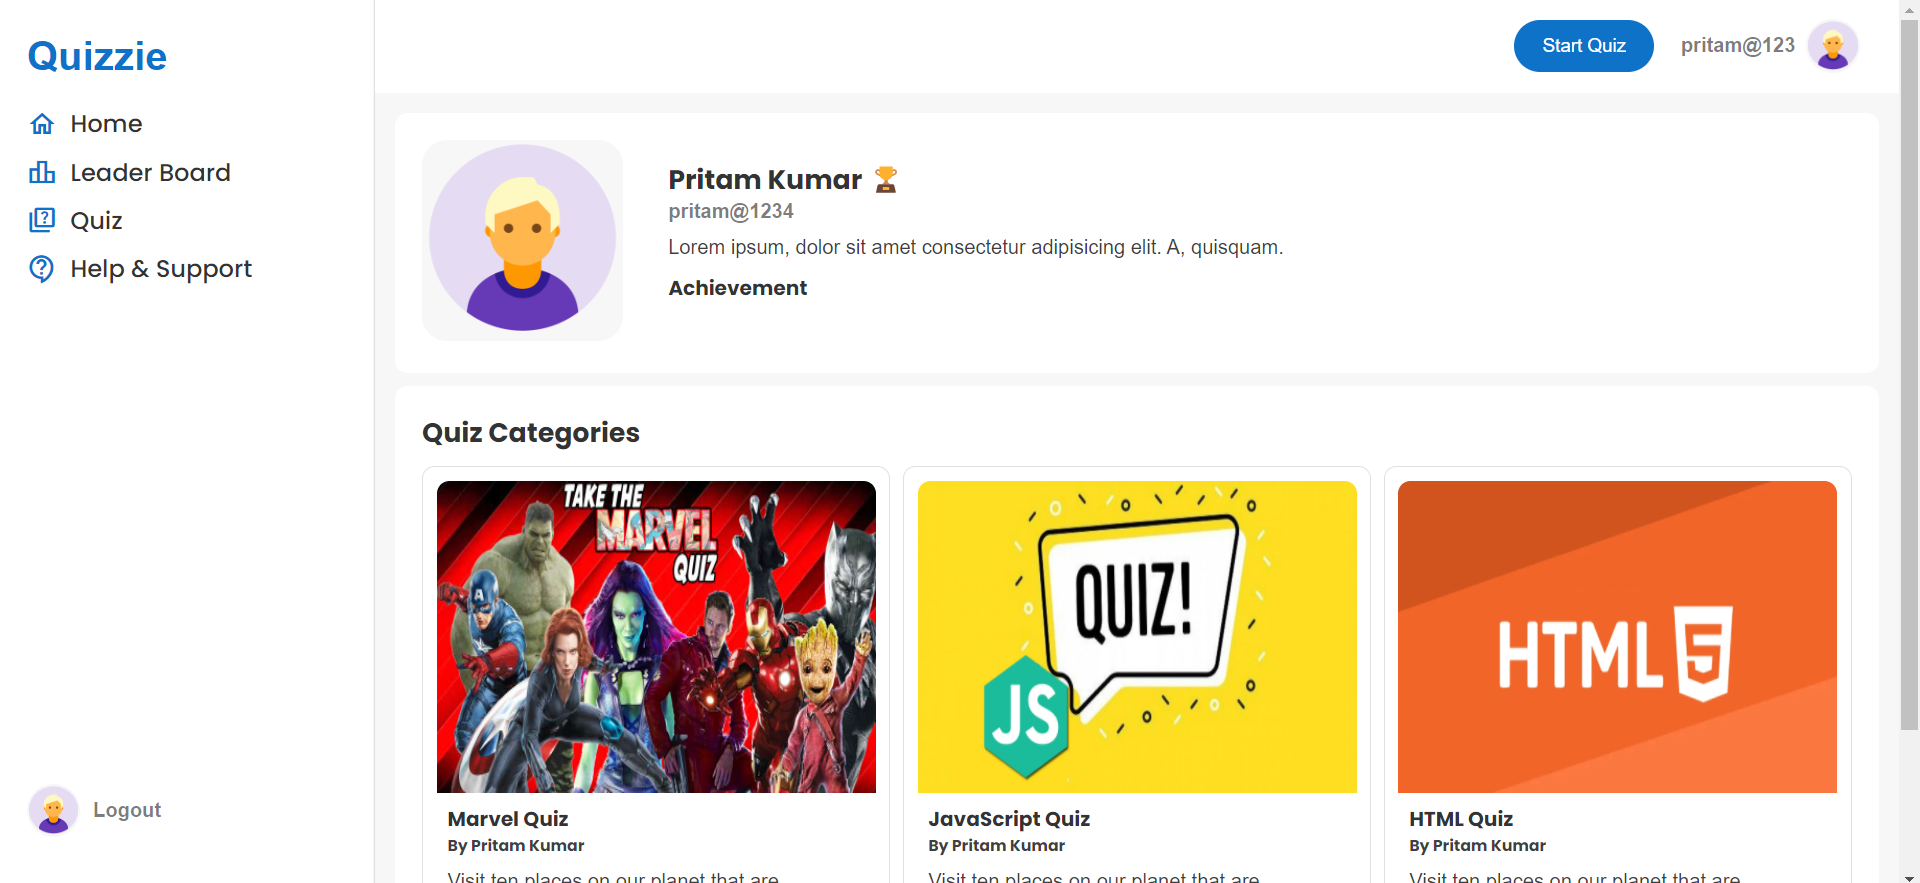 Quizzie
Home
Leader Board
Quiz
Help & Support
Logout
Start Quiz
pritam@123
Pritam Kumar
pritam@1234
Lorem ipsum, dolor sit amet consectetur adipisicing elit. A, quisquam.
Achievement
Quiz Categories
TAKE THE
MARVEL
QUIZ
A
Marvel Quiz
By Pritam Kumar
Visit ten places on our planet that are
QUIZ!
JS
JavaScript Quiz
By Pritam Kumar
Visit ten places on our planet that are
HTML 5
HTML Quiz
By Pritam Kumar
Visit ten places on our planet that are